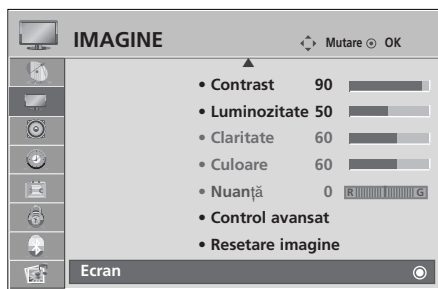 IMAGINE
Mutare OK
• Contrast 90
• Luminozitate 50
• Claritate 60
• Culoare 60
• Nuanță 0 R G
• Control avansat
• Resetare imagine
Ecran